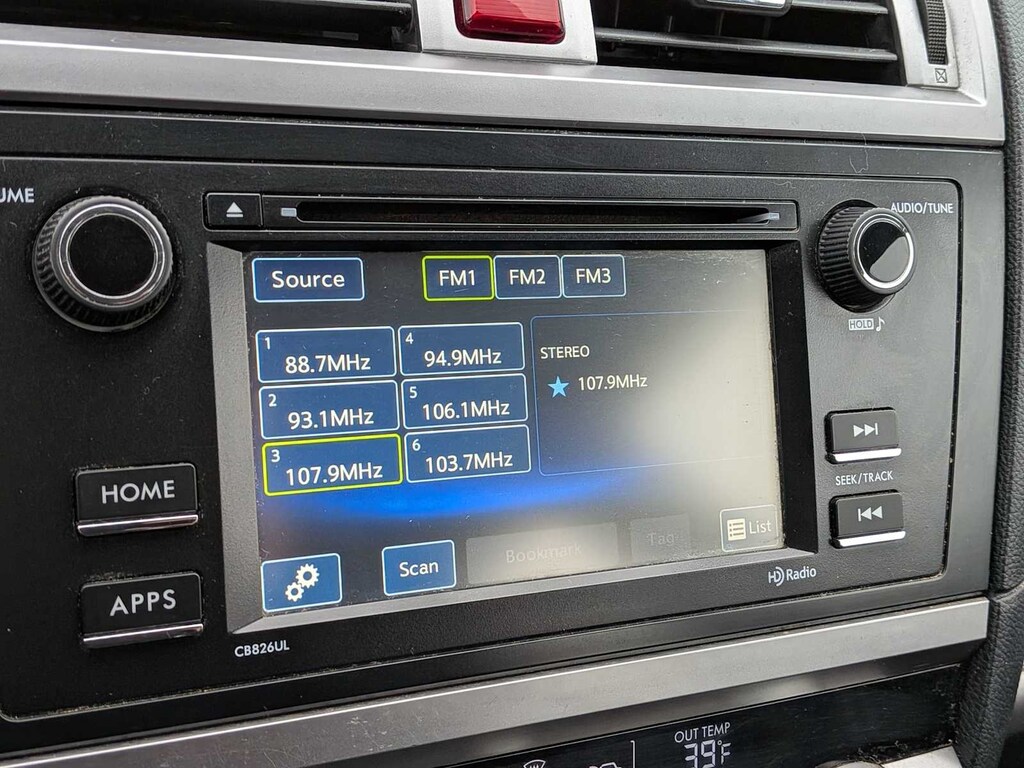 UME
AUDIO/TUNE
HOLD
Source
FM1 FM2 FM3
1 88.7MHz
4 94.9MHz
2 93.1MHz
5 106.1MHz
3 107.9MHz
6 103.7MHz
STEREO
107.9MHz
SEEK/TRACK
HOME
APPS
Scan
Bookmark
Tag
List
HD Radio
CB826UL
OUT TEMP
39°F